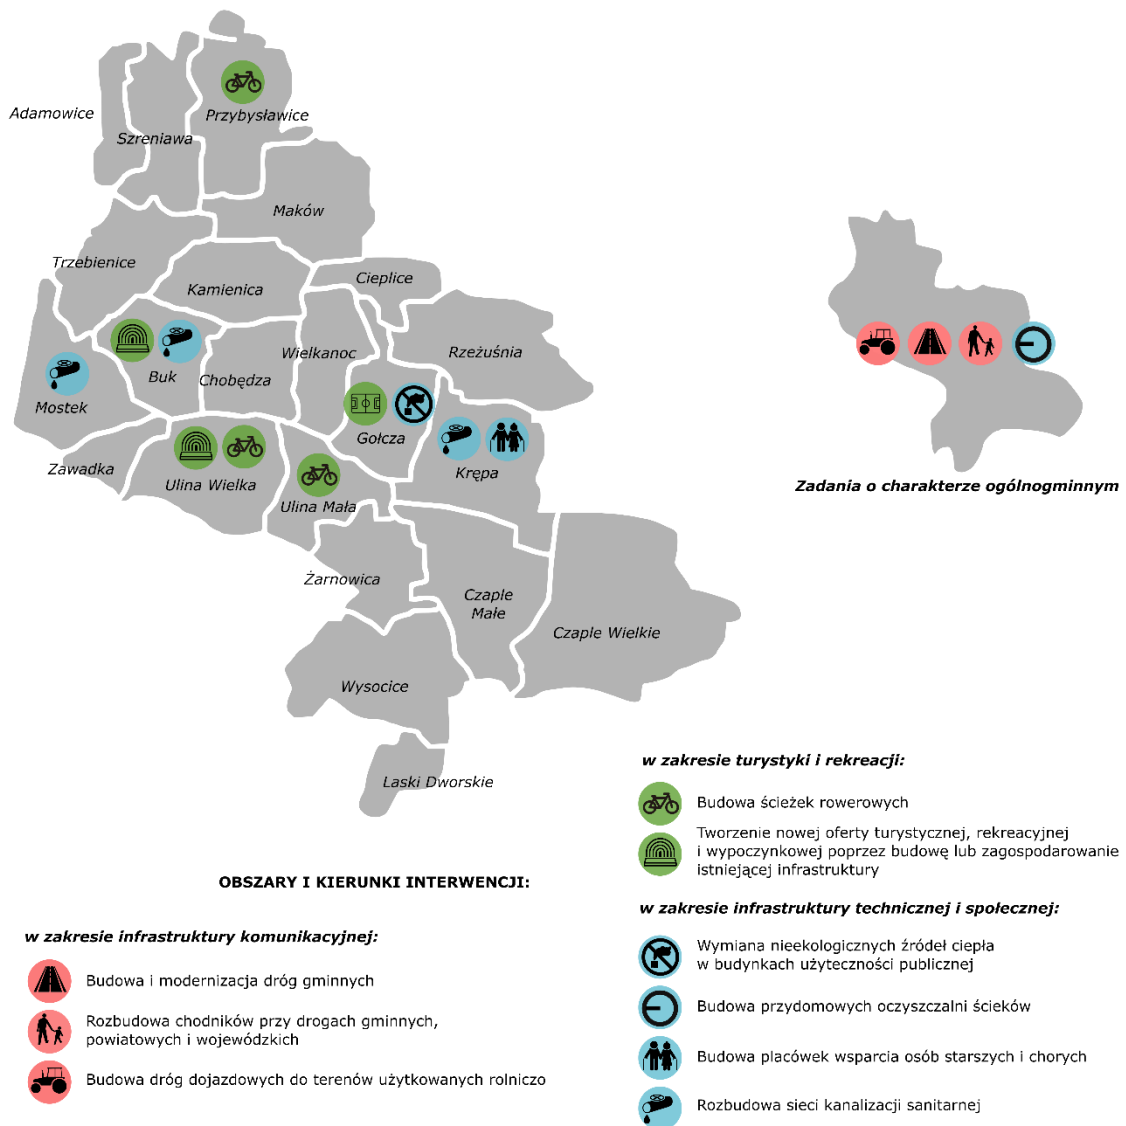 Adamowice
Szreniawa
Przybysławice
Maków
Trzebienice
Kamienica
Cieplice
Wielkanoc
Rzeżuśnia
Buk
Chobędza
Mostek
Gołcza
Zawadka
Ulina Wielka
Krępa
Ulina Mała
Zadania o charakterze ogólnogminnym
Żarnowica
Czaple
Małe
Czaple Wielkie
Wysocice
Laski Dworskie
w zakresie turystyki i rekreacji:
Budowa ścieżek rowerowych
Tworzenie nowej oferty turystycznej, rekreacyjnej
i wypoczynkowej poprzez budowę lub zagospodarowanie
istniejącej infrastruktury
OBSZARY I KIERUNKI INTERWENCJI:
w zakresie infrastruktury komunikacyjnej:
Budowa i modernizacja dróg gminnych
Rozbudowa chodników przy drogach gminnych,
powiatowych i wojewódzkich
Budowa dróg dojazdowych do terenów użytkowanych rolniczo
w zakresie infrastruktury technicznej i społecznej:
Wymiana nieekologicznych źródeł ciepła
w budynkach użyteczności publicznej
Budowa przydomowych oczyszczalni ścieków
Budowa placówek wsparcia osób starszych i chorych
Rozbudowa sieci kanalizacji sanitarnej